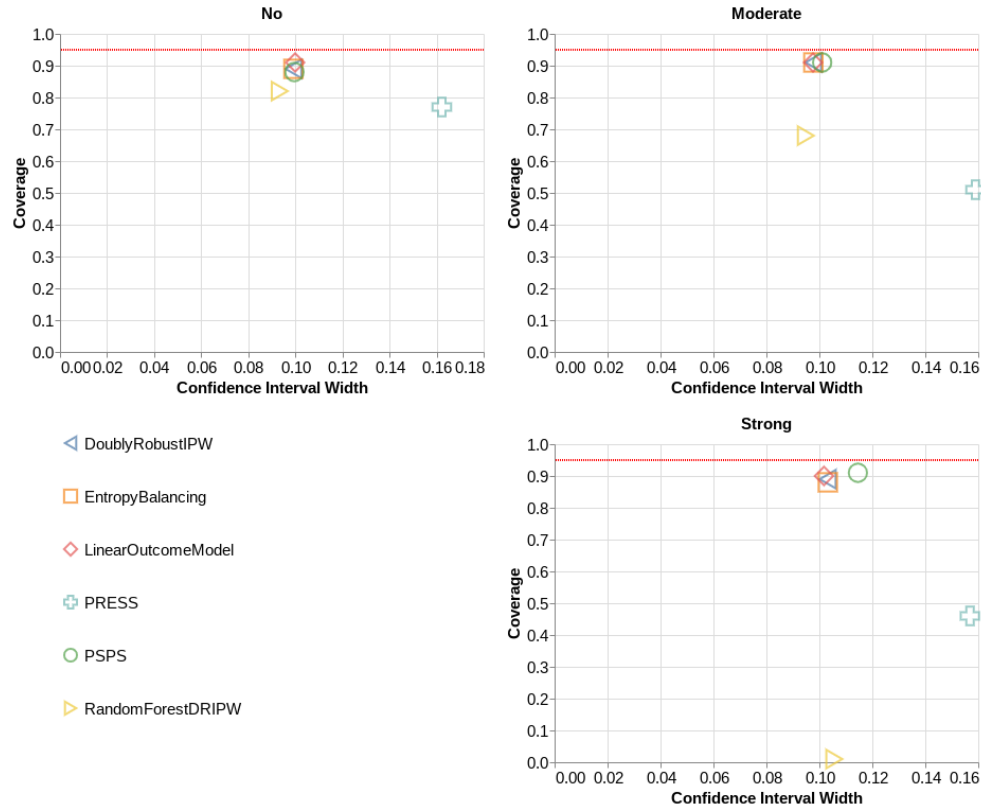 No
Coverage
1.0
0.9
0.8
0.7
0.6
0.5
0.4
0.3
0.2
0.1
0.0
0.00 0.02 0.04 0.06 0.08 0.10 0.12 0.14 0.16 0.18
Confidence Interval Width
Moderate
Coverage
1.0
0.9
0.8
0.7
0.6
0.5
0.4
0.3
0.2
0.1
0.0
0.00 0.02 0.04 0.06 0.08 0.10 0.12 0.14 0.16
Confidence Interval Width
DoublyRobustIPW
EntropyBalancing
LinearOutcomeModel
PRESS
PSPS
RandomForestDRIPW
Strong
Coverage
1.0
0.9
0.8
0.7
0.6
0.5
0.4
0.3
0.2
0.1
0.0
0.00 0.02 0.04 0.06 0.08 0.10 0.12 0.14 0.16
Confidence Interval Width